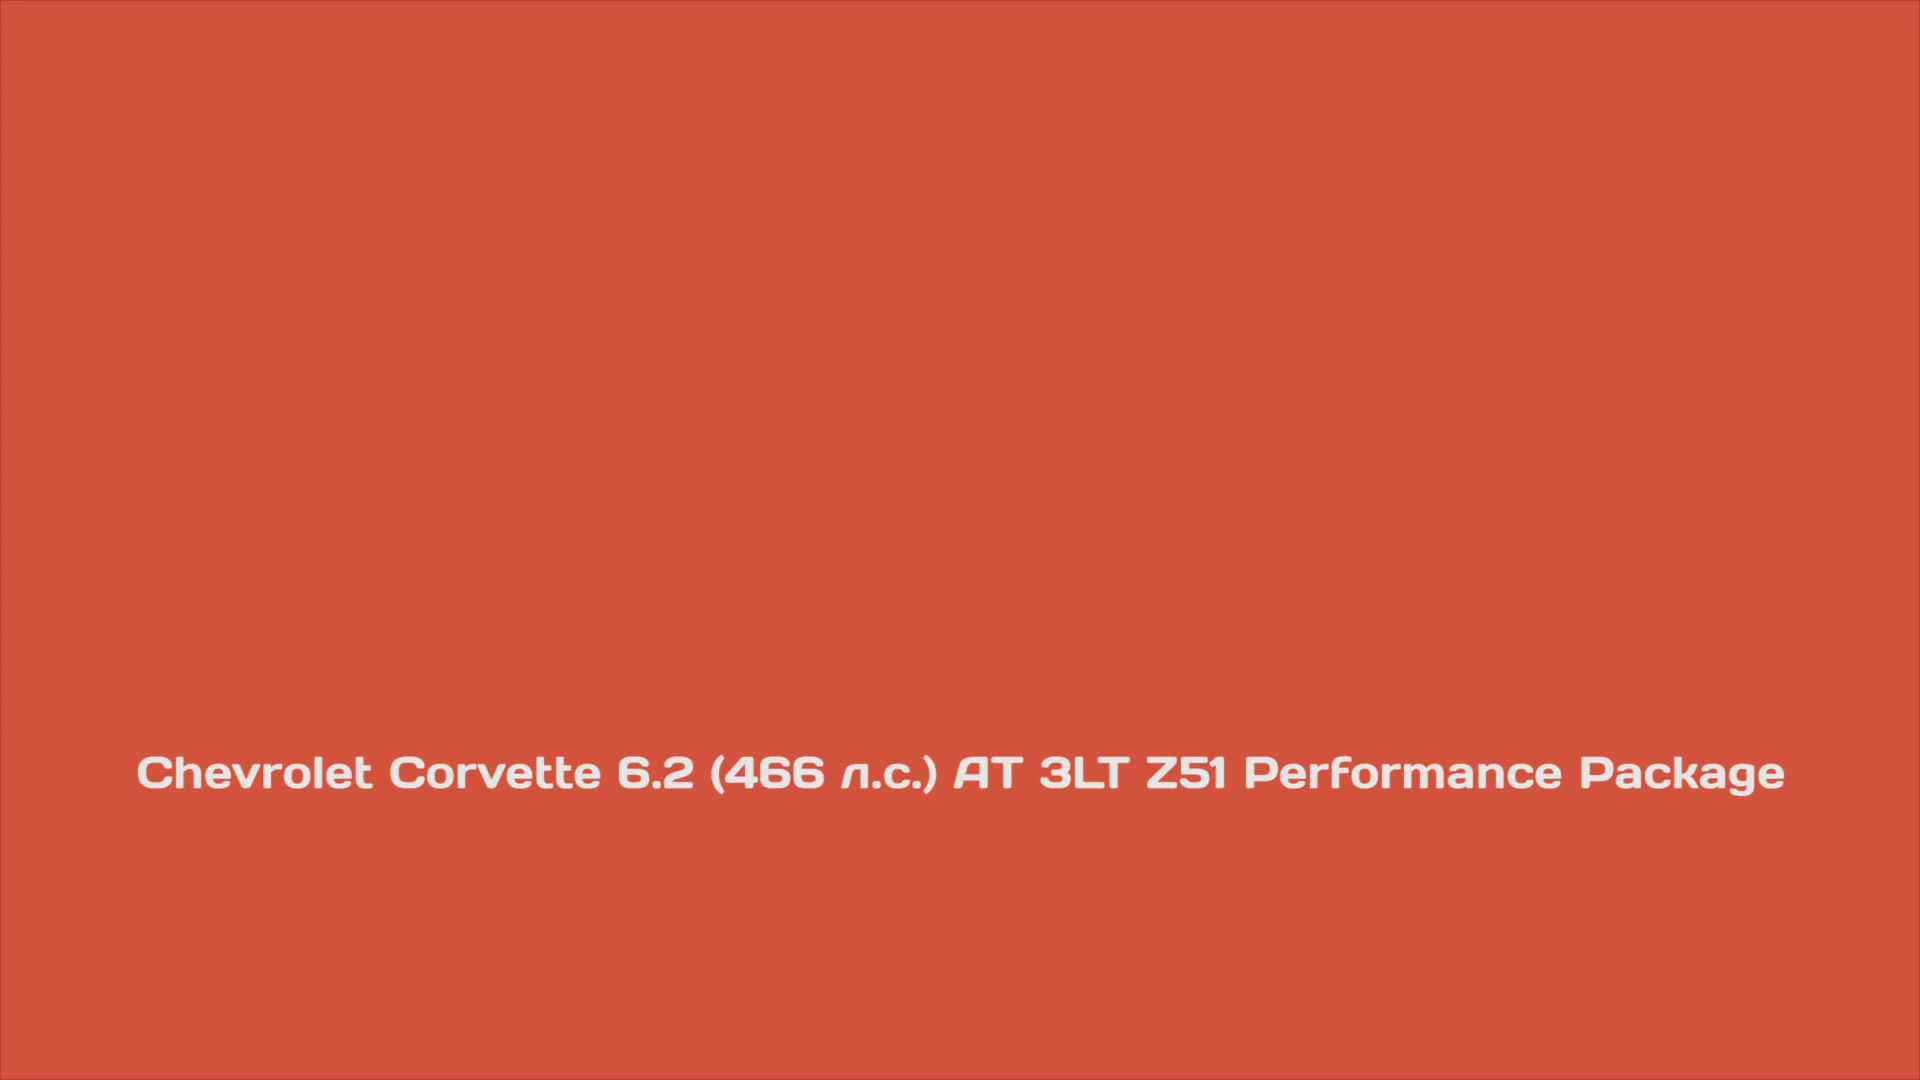 Chevrolet Corvette 6.2 (466 л.с.) AT 3LT Z51 Performance Package